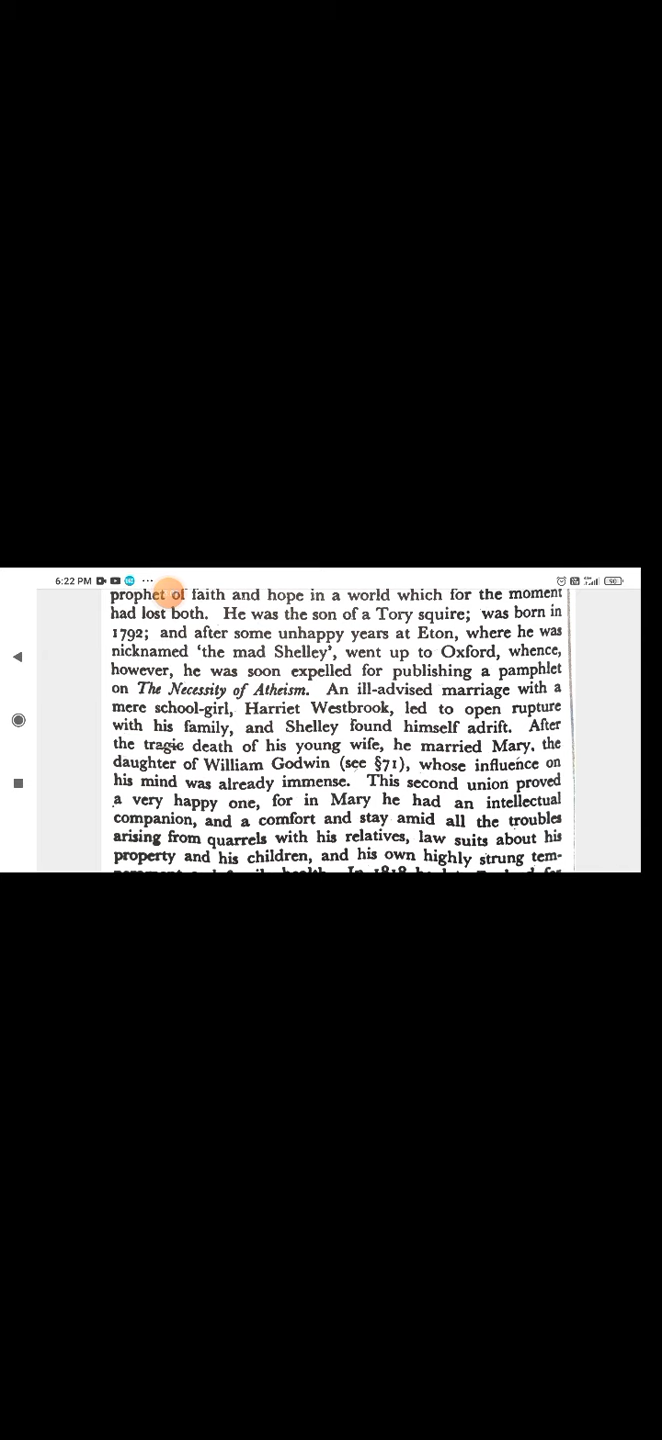 6:22 PM
prophet of faith and hope in a world which for the moment
had lost both. He was the son of a Tory squire; was born in
1792; and after some unhappy years at Eton, where he was
nicknamed 'the mad Shelley', went up to Oxford, whence,
however, he was soon expelled for publishing a pamphlet
on The Necessity of Atheism. An ill-advised marriage with a
mere school-girl, Harriet Westbrook, led to open rupture
with his family, and Shelley found himself adrift. After
the tragic death of his young wife, he married Mary, the
daughter of William Godwin (see §71), whose influence on
his mind was already immense. This second union proved
a very happy one, for in Mary he had an intellectual
companion, and a comfort and stay amid all the troubles
arising from quarrels with his relatives, law suits about his
property and his children, and his own highly strung tem-